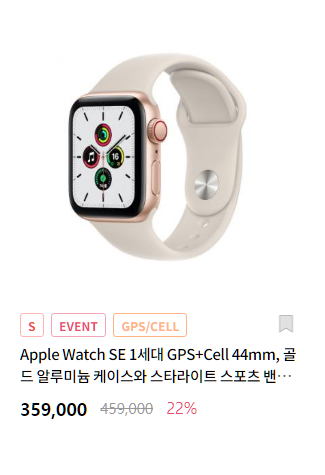 16
S EVENT GPS/CELL
Apple Watch SE 1세대 GPS+Cell 44mm, 골
드 알루미늄 케이스와 스타라이트 스포츠 밴···
359,000 459,000 22%